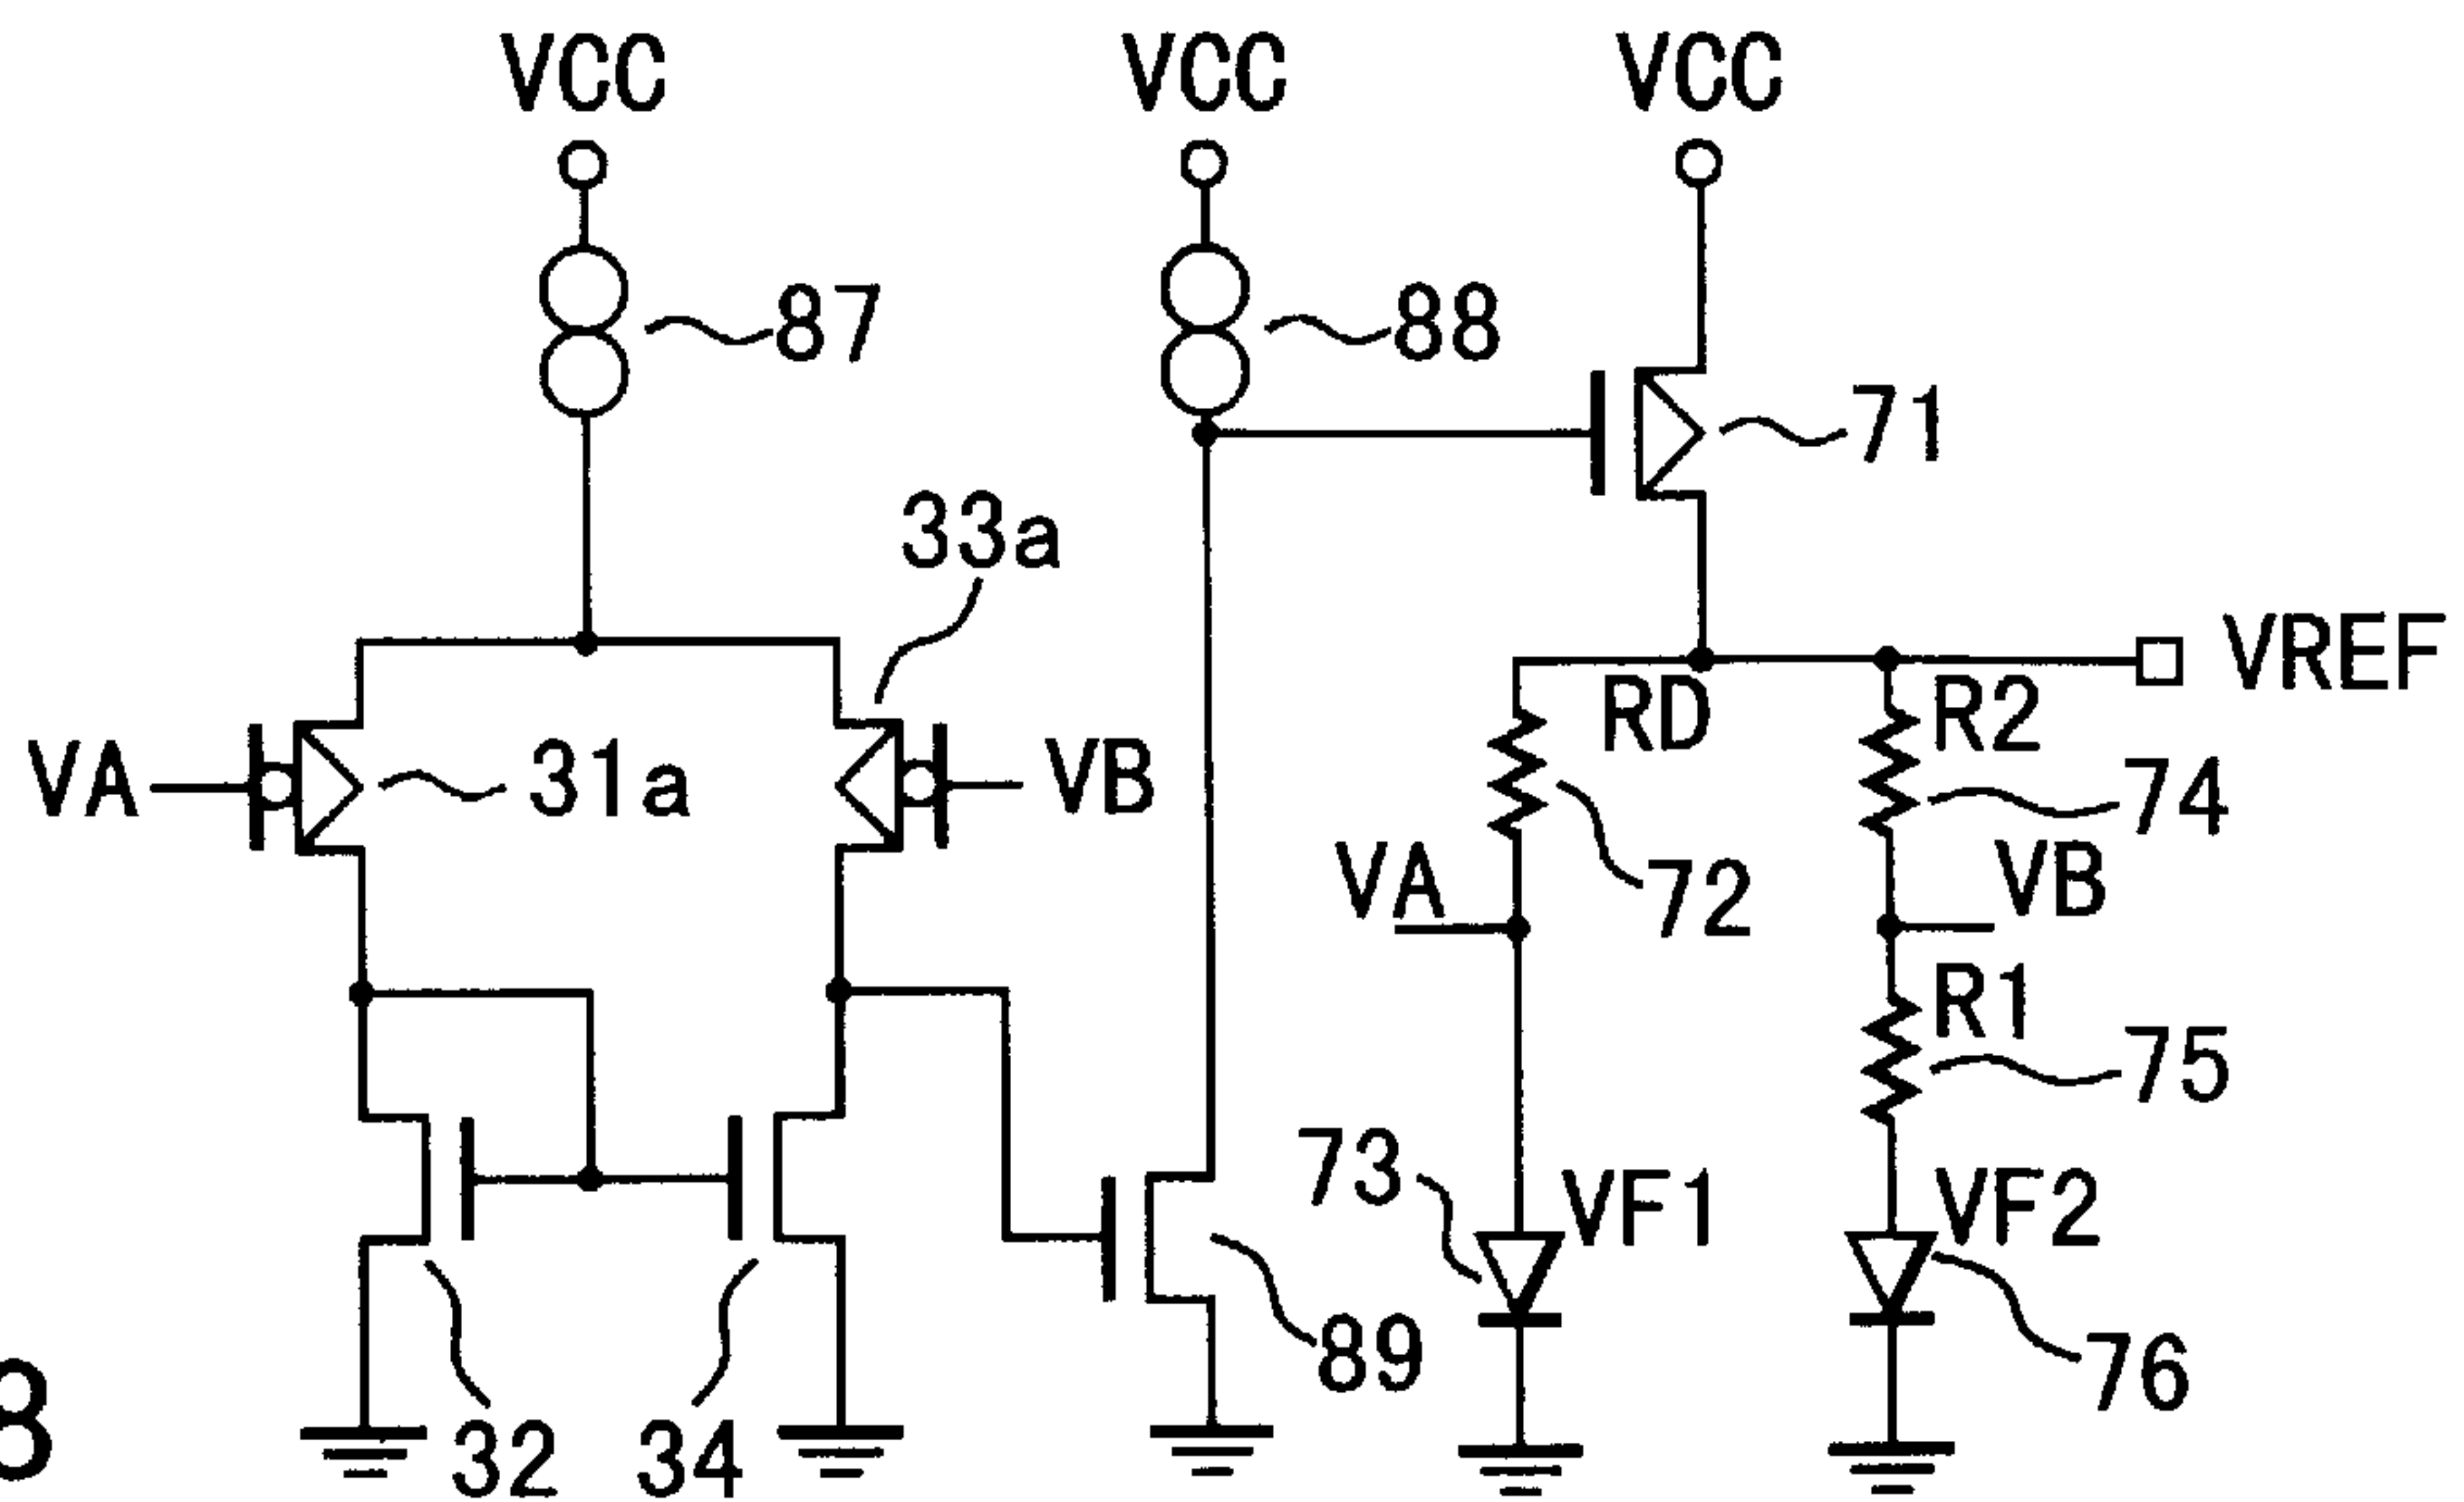 VCC VCC VCC
87 88
71
33a
VREF
RD R2
VA 31a VB
74
VA 72 VB
R1
75
73 VF1 VF2
89
76
32 34